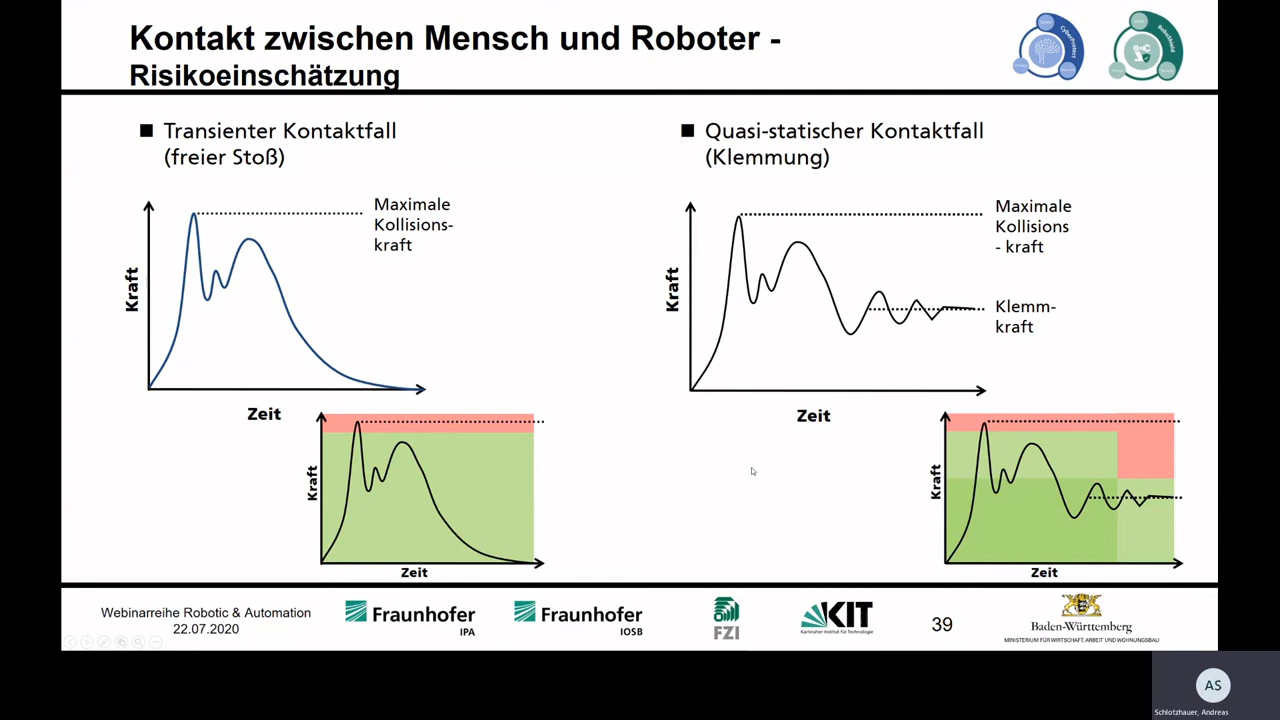 Kontakt zwischen Mensch und Roboter -
Risikoeinschätzung
CyberProtect
RoboShield
Transienter Kontaktfall
(freier Stoß)
Maximale
Kollisions-
kraft
Kraft
Zeit
Kraft
Zeit
Quasi-statischer Kontaktfall
(Klemmung)
Maximale
Kollisions
- kraft
Klemm-
kraft
Kraft
Zeit
Kraft
Zeit
Webinarreihe Robotic & Automation
22.07.2020
Fraunhofer
IPA
Fraunhofer
IOSB
FZI
KIT
Karlsruher Institut für Technologie
39
Baden-Württemberg
MINISTERIUM FÜR WIRTSCHAFT, ARBEIT UND WOHNUNGSBAU
AS
Schlotzhauer, Andreas